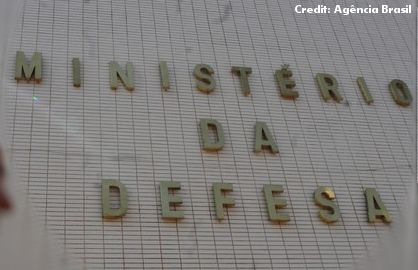 Credit: Agência Brasil
MINISTÉRIO
DA
DEFESA